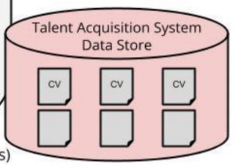 Talent Acquisition System
Data Store
CV CV CV
s)